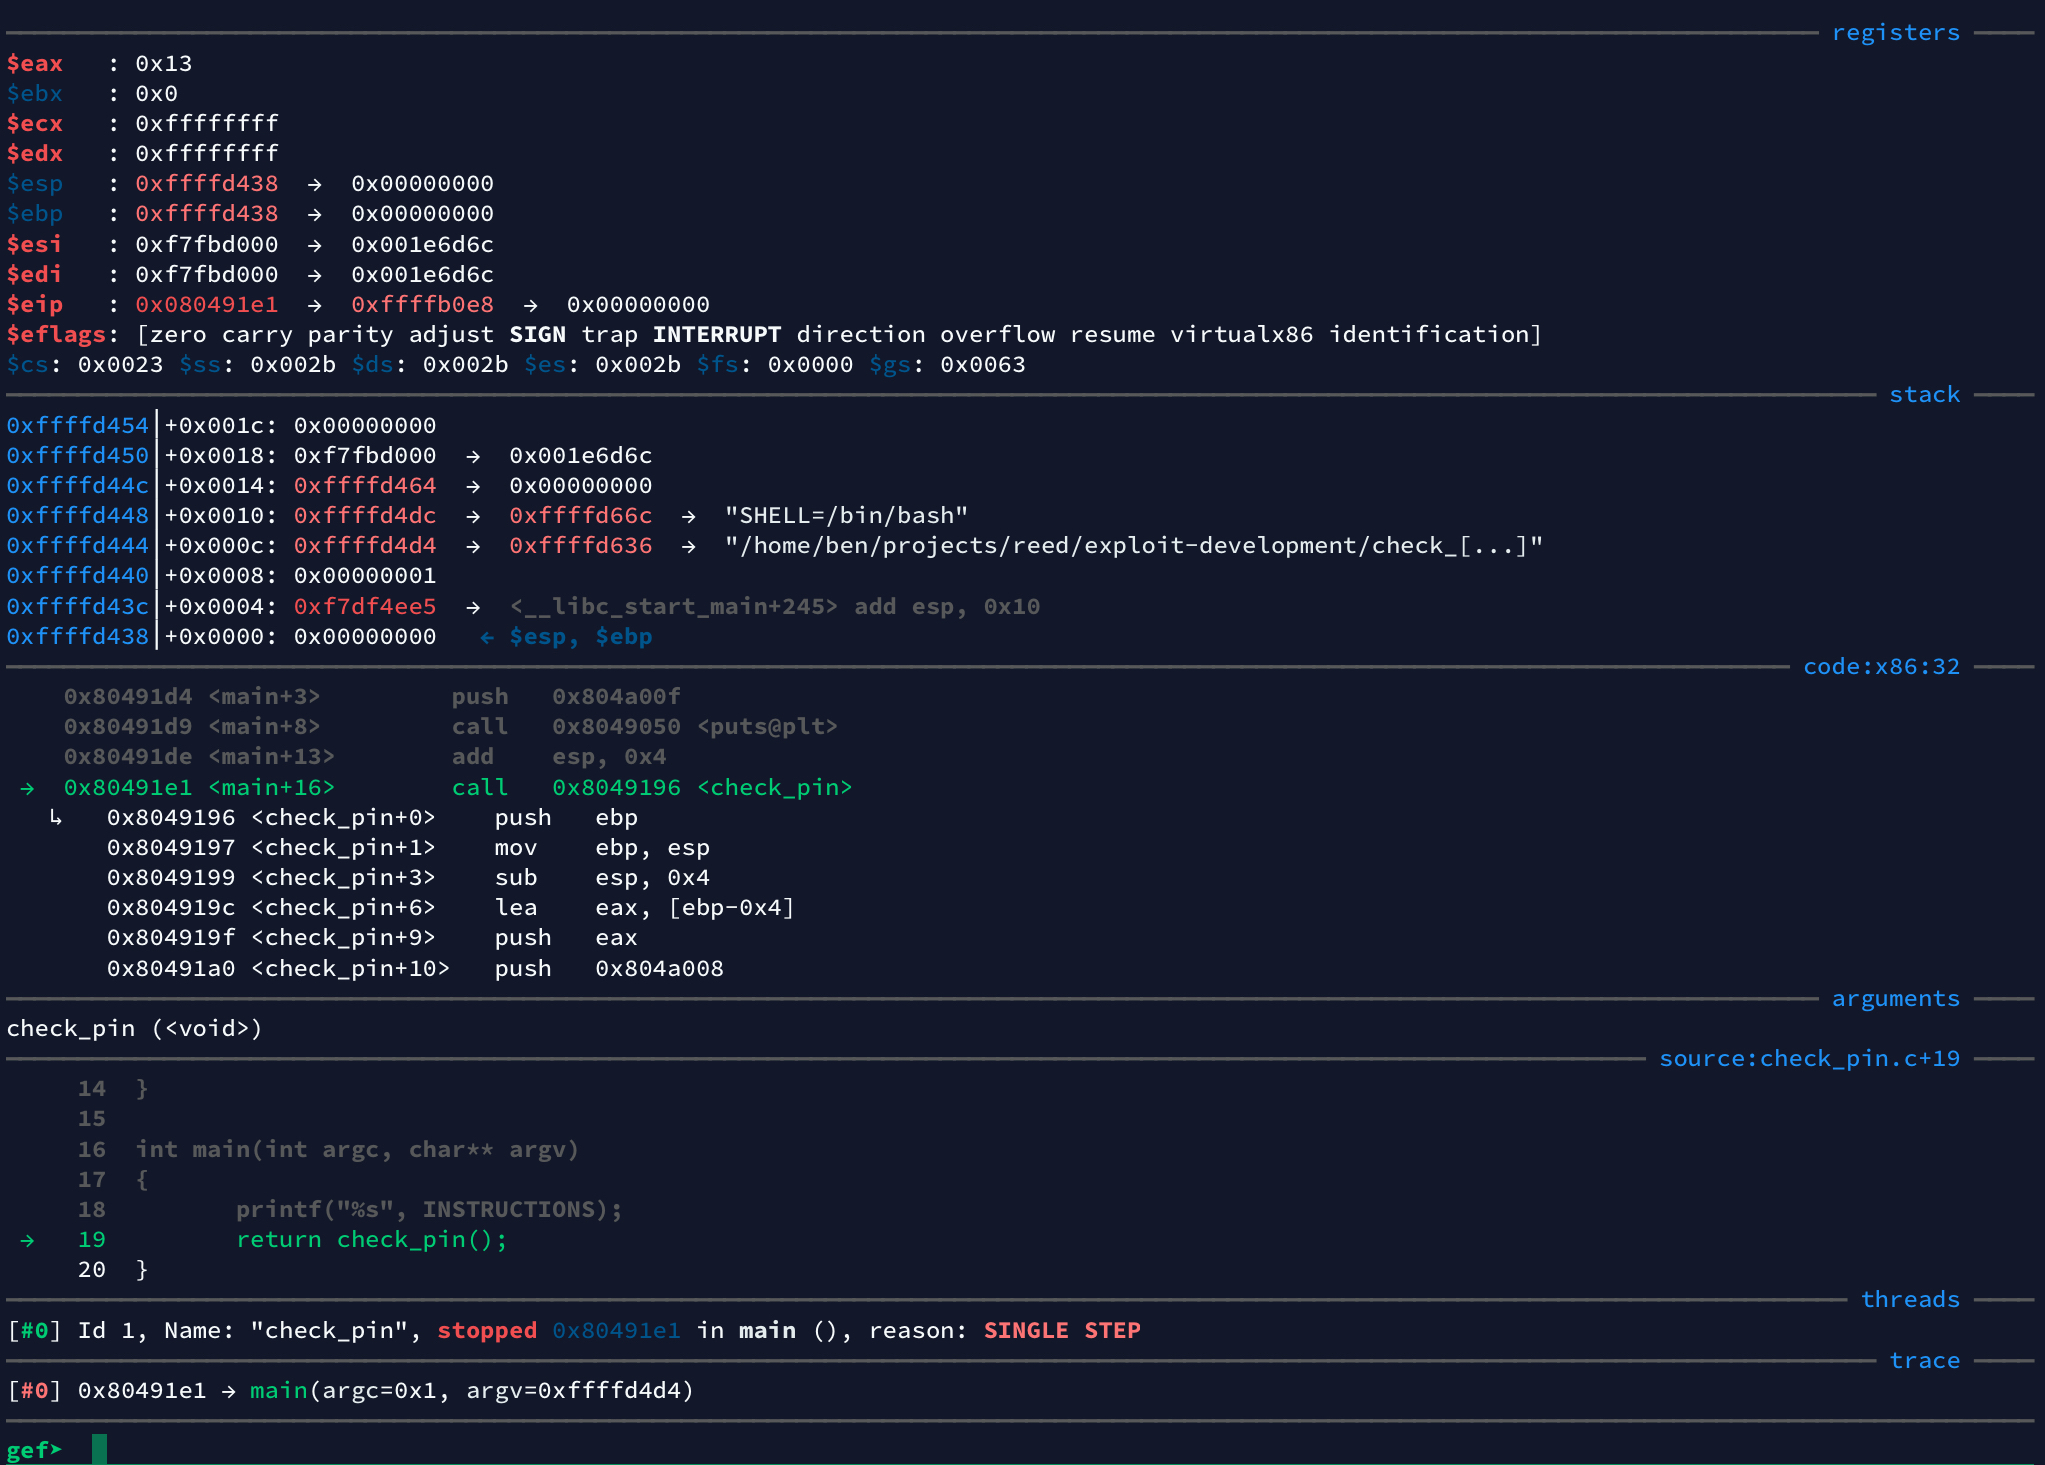 registers
$eax   : 0x13
$ebx   : 0x0
$ecx   : 0xffffffff
$edx   : 0xffffffff
$esp   : 0xffffd438  →  0x00000000
$ebp   : 0xffffd438  →  0x00000000
$esi   : 0xf7fbd000  →  0x001e6d6c
$edi   : 0xf7fbd000  →  0x001e6d6c
$eip   : 0x080491e1  →  0xffffb0e8  →  0x00000000
$eflags: [zero carry parity adjust SIGN trap INTERRUPT direction overflow resume virtualx86 identification]
$cs: 0x0023 $ss: 0x002b $ds: 0x002b $es: 0x002b $fs: 0x0000 $gs: 0x0063
stack
0xffffd454│+0x001c: 0x00000000
0xffffd450│+0x0018: 0xf7fbd000  →  0x001e6d6c
0xffffd44c│+0x0014: 0xffffd464  →  0x00000000
0xffffd448│+0x0010: 0xffffd4dc  →  0xffffd66c  →  "SHELL=/bin/bash"
0xffffd444│+0x000c: 0xffffd4d4  →  0xffffd636  →  "/home/ben/projects/reed/exploit-development/check_[...]"
0xffffd440│+0x0008: 0x00000001
0xffffd43c│+0x0004: 0xf7df4ee5  →  <__libc_start_main+245> add esp, 0x10
0xffffd438│+0x0000: 0x00000000   ← $esp, $ebp
code:x86:32
    0x80491d4 <main+3>         push   0x804a00f
    0x80491d9 <main+8>         call   0x8049050 <puts@plt>
    0x80491de <main+13>        add    esp, 0x4
 →  0x80491e1 <main+16>        call   0x8049196 <check_pin>
   ↳   0x8049196 <check_pin+0>    push   ebp
       0x8049197 <check_pin+1>    mov    ebp, esp
       0x8049199 <check_pin+3>    sub    esp, 0x4
       0x804919c <check_pin+6>    lea    eax, [ebp-0x4]
       0x804919f <check_pin+9>    push   eax
       0x80491a0 <check_pin+10>   push   0x804a008
arguments
check_pin (<void>)
source:check_pin.c+19
     14  }
     15
     16  int main(int argc, char** argv)
     17  {
     18         printf("%s", INSTRUCTIONS);
 →   19         return check_pin();
     20  }
threads
[#0] Id 1, Name: "check_pin", stopped 0x80491e1 in main (), reason: SINGLE STEP
trace
[#0] 0x80491e1 → main(argc=0x1, argv=0xffffd4d4)
gef➤